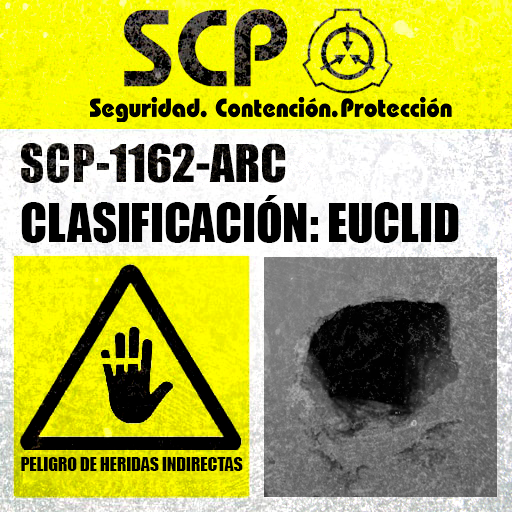 SCP
Seguridad. Contención.Protección
SCP-1162-ARC
CLASIFICACIÓN: EUCLID
PELIGRO DE HERIDAS INDIRECTAS